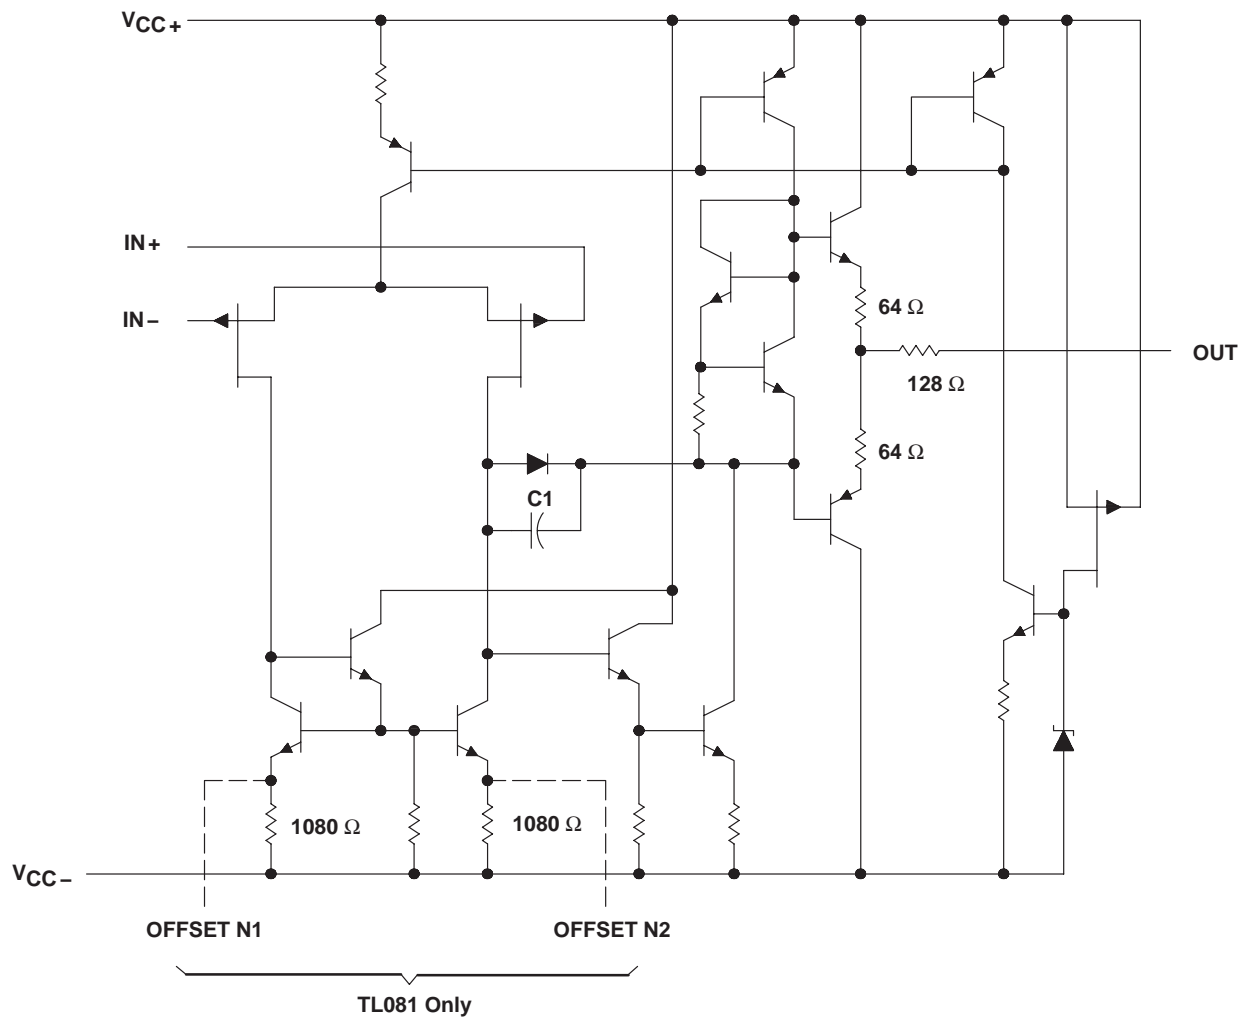 VCC+
IN+
IN−
64 Ω
OUT
128 Ω
64 Ω
C1
1080 Ω
1080 Ω
VCC−
OFFSET N1
OFFSET N2
TL081 Only